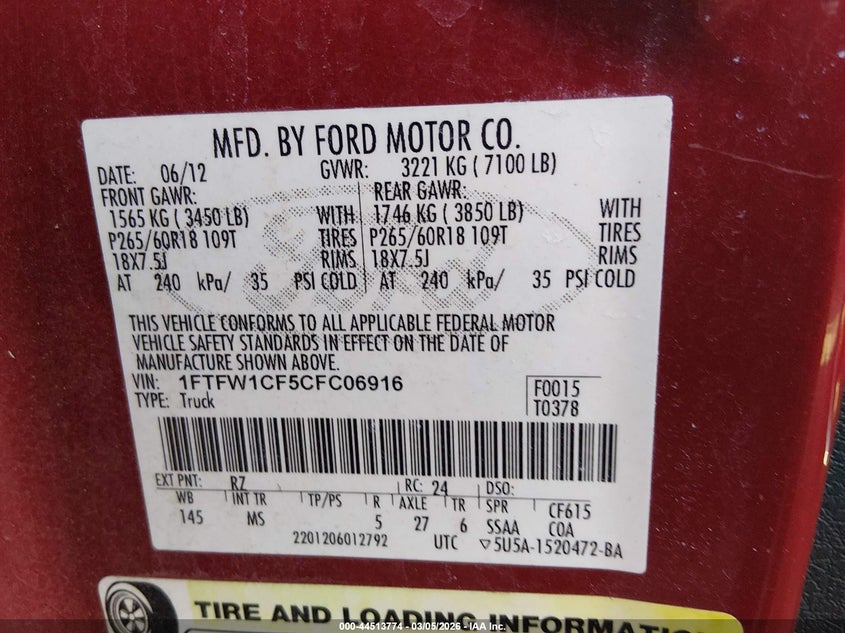 MFD. BY FORD MOTOR CO.
DATE: 06/12 GVWR: 3221 KG ( 7100 LB)
FRONT GAWR: REAR GAWR:
1565 KG ( 3450 LB) WITH 1746 KG ( 3850 LB) WITH
P265/60R18 109T TIRES P265/60R18 109T TIRES
18X7.5J RIMS 18X7.5J RIMS
AT 240 kPa/ 35 PSI COLD AT 240 kPa/ 35 PSI COLD
Ford
THIS VEHICLE CONFORMS TO ALL APPLICABLE FEDERAL MOTOR
VEHICLE SAFETY STANDARDS IN EFFECT ON THE DATE OF
MANUFACTURE SHOWN ABOVE.
VIN: 1FTFW1CF5CFC06916 F0015
TYPE: Truck T0378
EXT PNT: RZ RC: 24 DSO:
WB INT TR TP/PS R AXLE TR SPR CF615
145 MS 5 27 6 SSAA COA
2201206012792 UTC ▽5U5A-1520472-BA
TIRE AND LOADING INFORMATIO
000-44513774 — 03/05/2026 - IAA Inc.